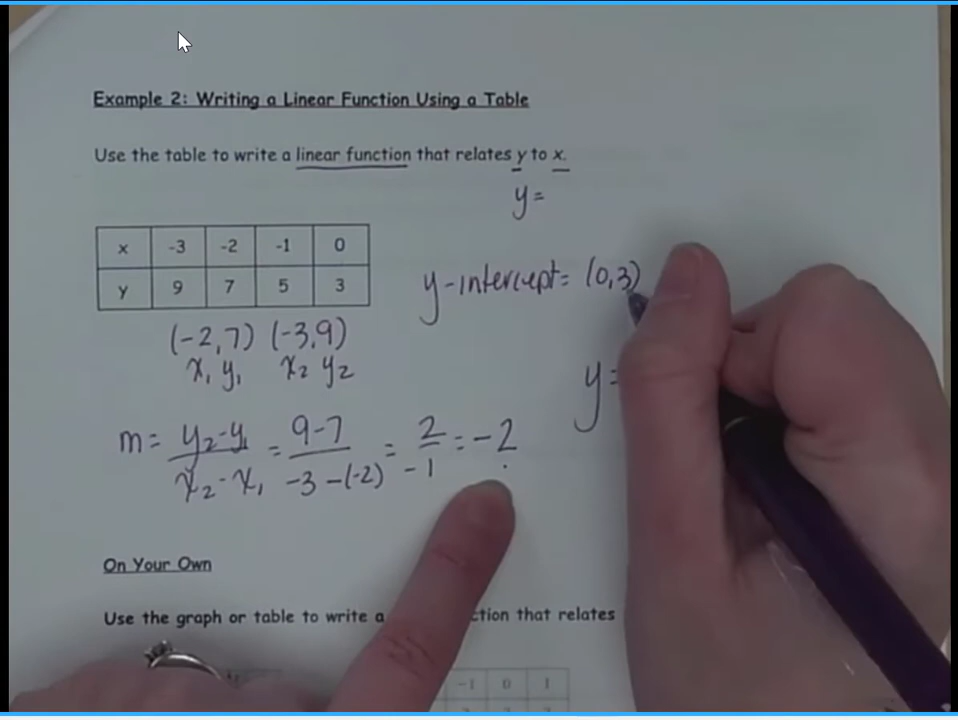 Example 2: Writing a Linear Function Using a Table
Use the table to write a linear function that relates y to x.
y =
x -3 -2 -1 0
y 9 7 5 3
y-intercept = (0,3)
(-2,7) (-3,9)
x₁ y₁ x₂ y₂
y =
m = y₂-y₁ / x₂-x₁ = 9-7 / -3-(-2) = 2 / -1 = -2
On Your Own
Use the graph or table to write a ction that relates
-1 0 1